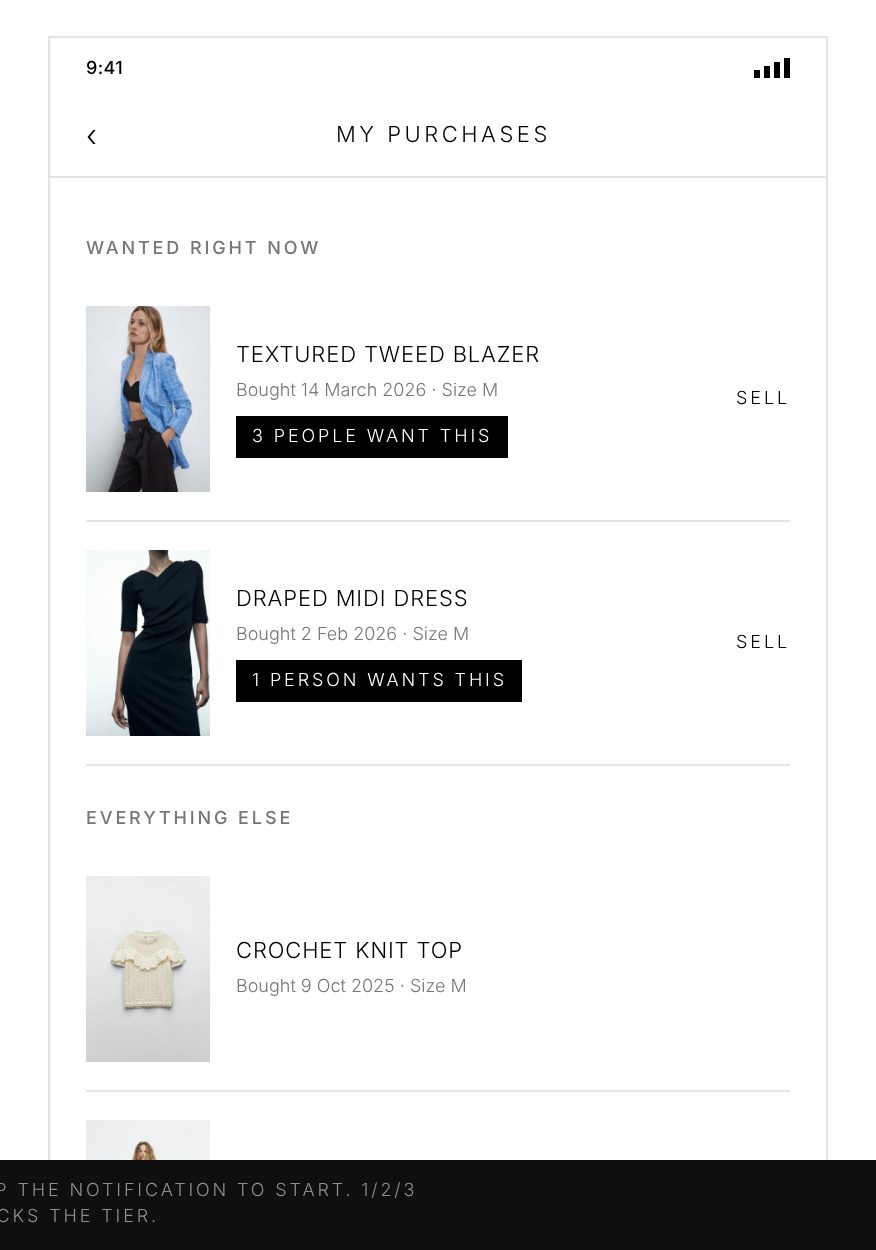 9:41
‹
MY PURCHASES
WANTED RIGHT NOW
TEXTURED TWEED BLAZER
Bought 14 March 2026 · Size M
3 PEOPLE WANT THIS
SELL
DRAPED MIDI DRESS
Bought 2 Feb 2026 · Size M
1 PERSON WANTS THIS
SELL
EVERYTHING ELSE
CROCHET KNIT TOP
Bought 9 Oct 2025 · Size M
THE NOTIFICATION TO START. 1/2/3
THE TIER.